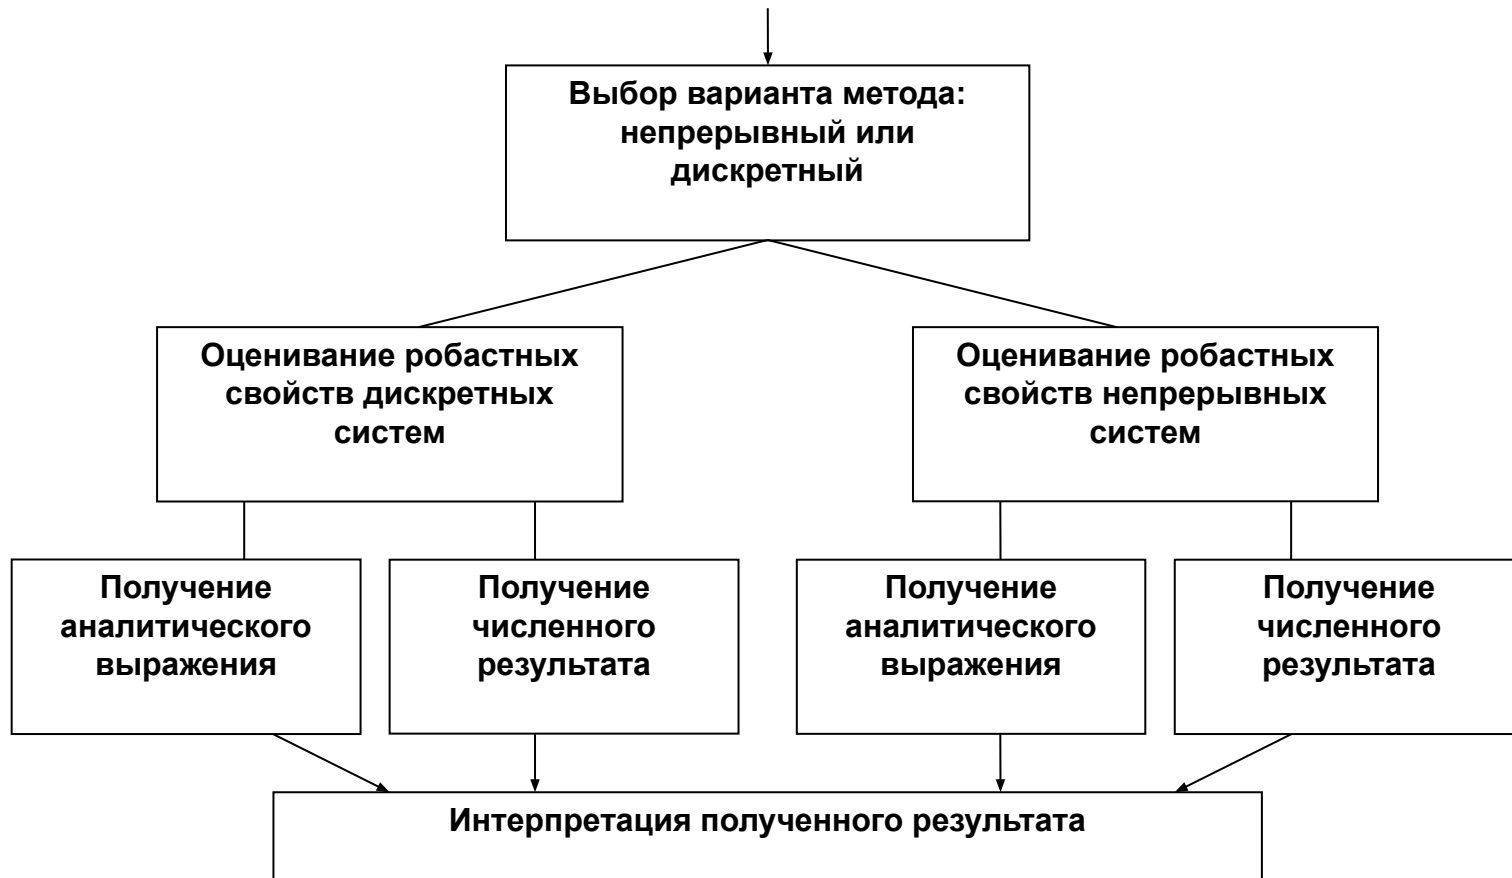 Выбор варианта метода:
непрерывный или
дискретный
Оценивание робастных
свойств дискретных
систем
Оценивание робастных
свойств непрерывных
систем
Получение
аналитического
выражения
Получение
численного
результата
Получение
аналитического
выражения
Получение
численного
результата
Интерпретация полученного результата